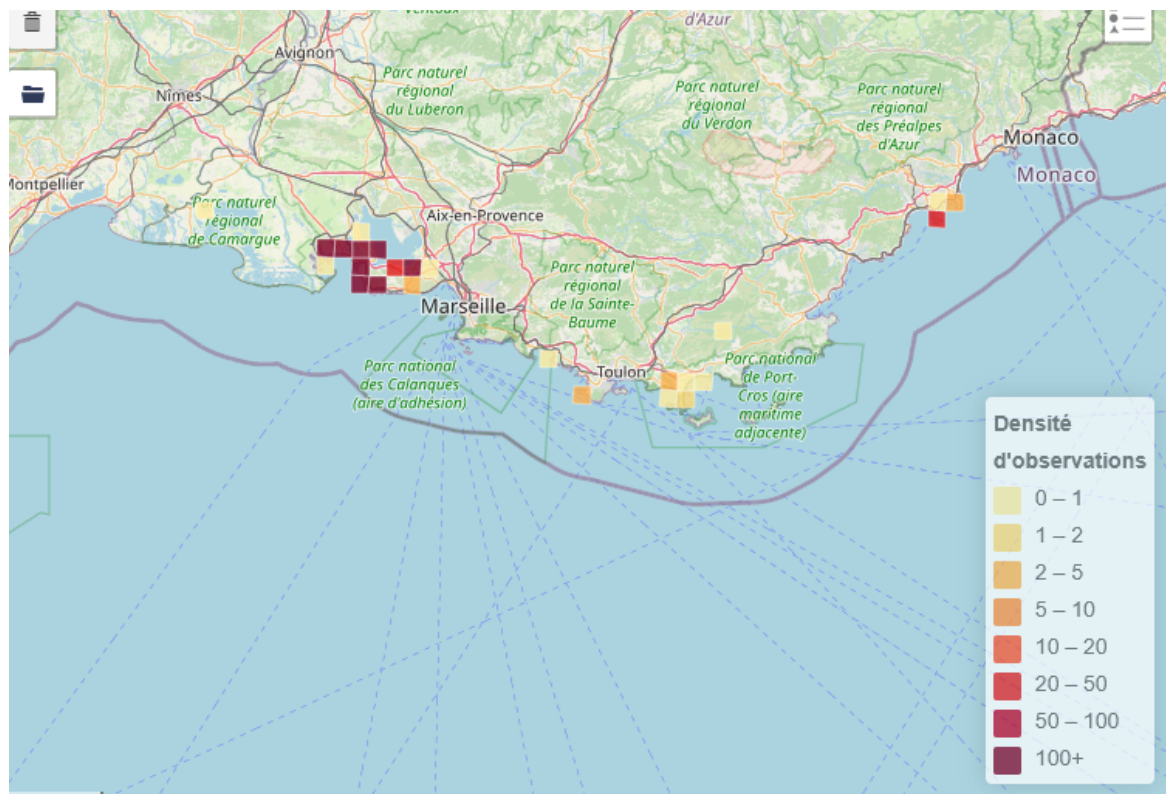 Ventoux
d'Azur
Avignon
Parc naturel
régional
du Luberon
Nîmes
Parc naturel
régional
du Verdon
Parc naturel
régional
des Préalpes
d'Azur
Monaco
Monaco
Montpellier
Parc naturel
régional
de Camargue
Aix-en-Provence
Parc naturel
régional
de la Sainte-
Baume
Marseille
Parc national
des Calanques
(aire d'adhésion)
Toulon
Parc national
de Port-
Cros (aire
maritime
adjacente)
Densité
d'observations
0 – 1
1 – 2
2 – 5
5 – 10
10 – 20
20 – 50
50 – 100
100+